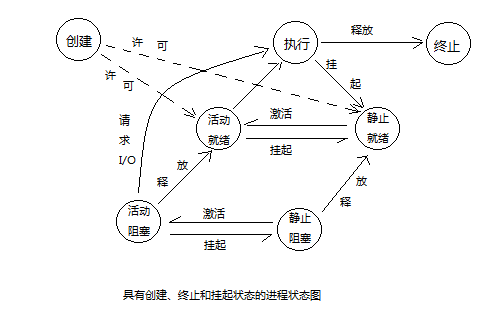 创建
许
可
执行
释放
终止
许
可
挂
起
请
求
I/O
活动
就绪
激活
挂起
静止
就绪
释
放
释
放
活动
阻塞
激活
挂起
静止
阻塞
具有创建、终止和挂起状态的进程状态图